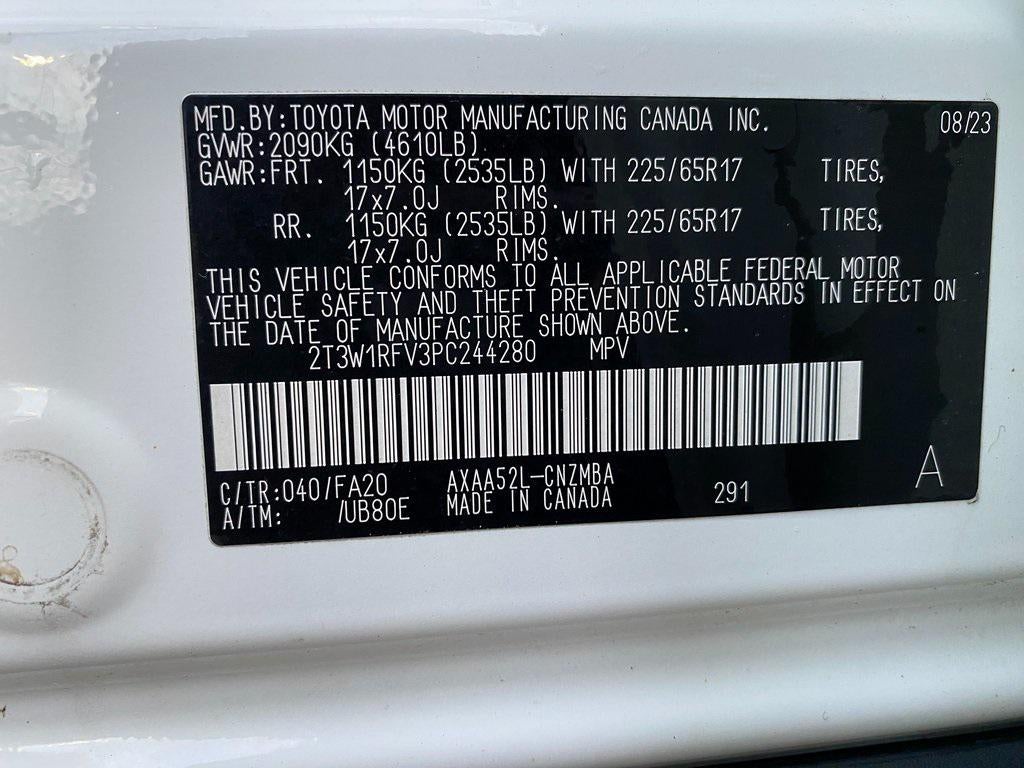 MFD.BY:TOYOTA MOTOR MANUFACTURING CANADA INC. 08/23
GVWR:2090KG (4610LB)
GAWR:FRT. 1150KG (2535LB) WITH 225/65R17 TIRES,
17x7.0J RIMS.
RR. 1150KG (2535LB) WITH 225/65R17 TIRES,
17x7.0J RIMS.
THIS VEHICLE CONFORMS TO ALL APPLICABLE FEDERAL MOTOR
VEHICLE SAFETY AND THEFT PREVENTION STANDARDS IN EFFECT ON
THE DATE OF MANUFACTURE SHOWN ABOVE.
2T3W1RFV3PC244280 MPV
C/TR:040/FA20 AXAA52L-CNZMBA
A/TM: /UB80E MADE IN CANADA 291 A